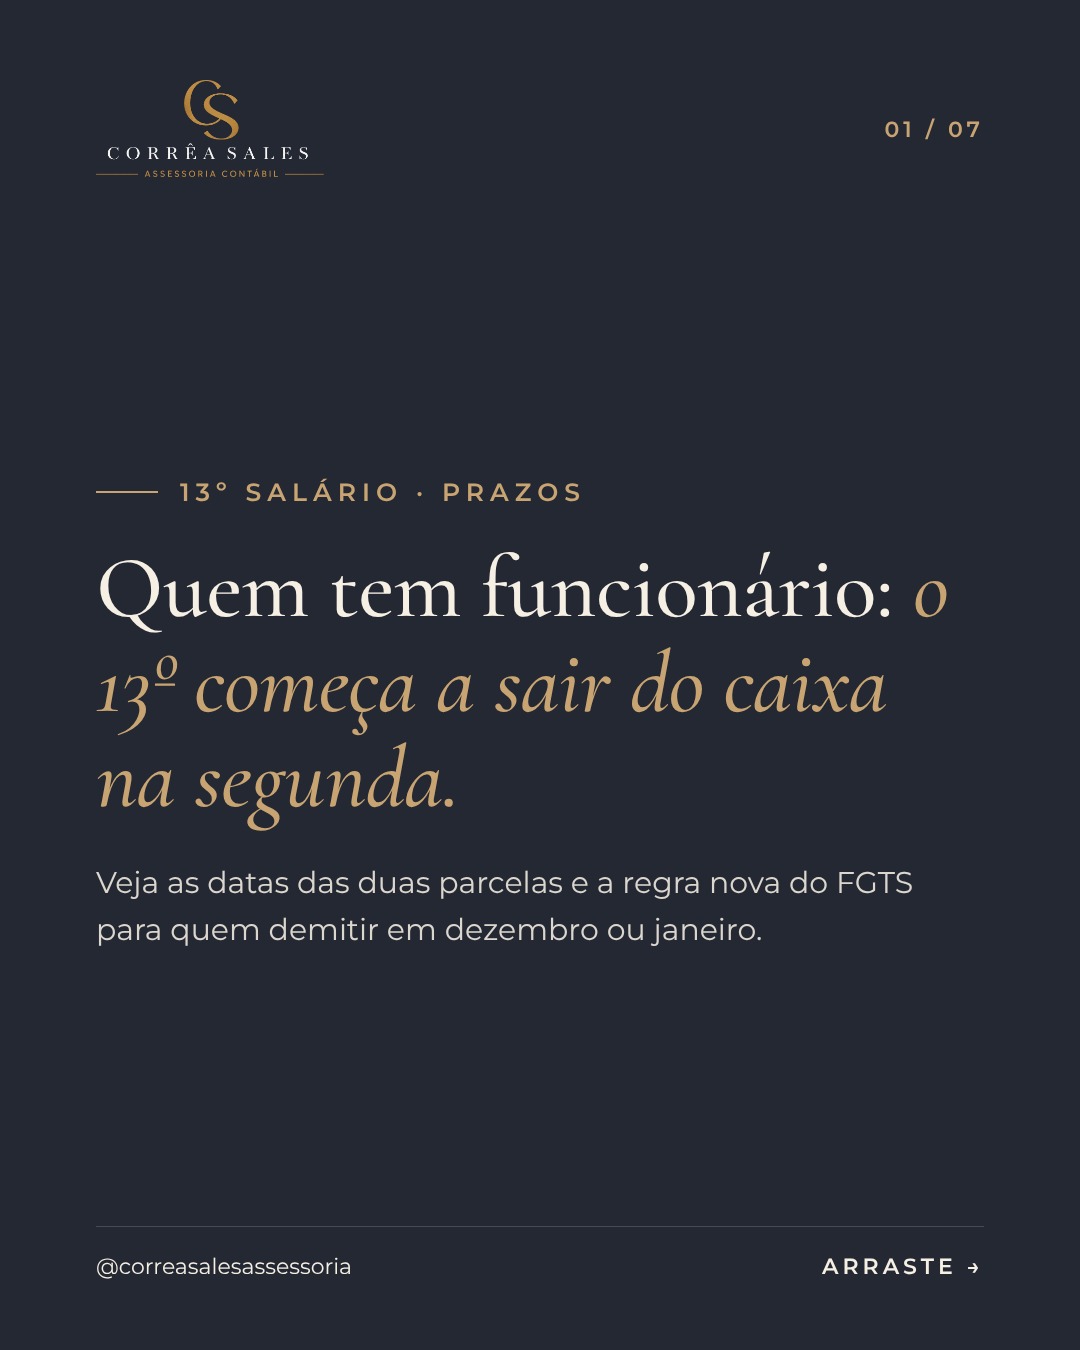 CS
CORRÊA SALES
ASSESSORIA CONTÁBIL
01 / 07
13º SALÁRIO · PRAZOS
Quem tem funcionário: o
13º começa a sair do caixa
na segunda.
Veja as datas das duas parcelas e a regra nova do FGTS
para quem demitir em dezembro ou janeiro.
@correasalesassessoria
ARRASTE →